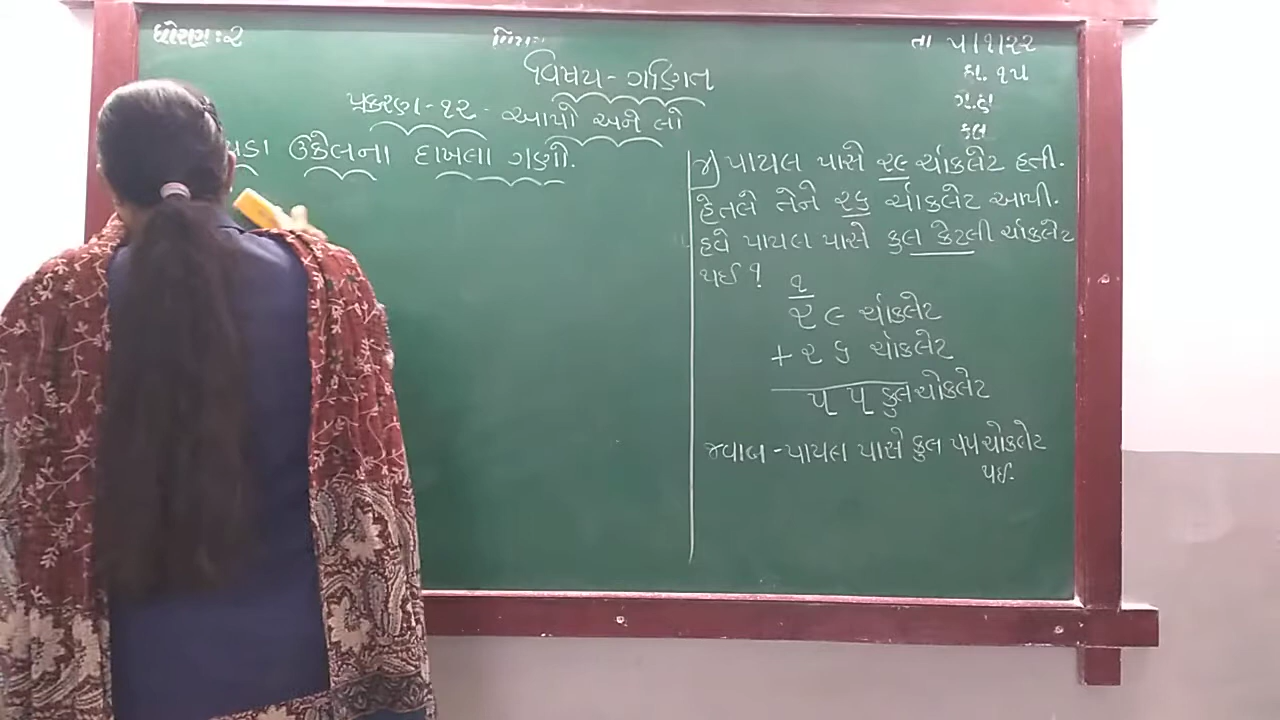 ધોરણ:૨
તા ૫/૧/૨૨
વિષય-ગણિત
હા. ૧૫
પ્રકરણ-૧૨ - આપો અને લો
ગે.હા
કુલ
ઉકેલના દાખલા ગણો.
૪) પાયલ પાસે ૨૯ ચોકલેટ હતી.
હેતલે તેને ૨૬ ચોકલેટ આપી.
હવે પાયલ પાસે કુલ કેટલી ચોકલેટ
થઈ ?
૧
૨ ૯ ચોકલેટ
+ ૨ ૬ ચોકલેટ
૫ ૫ કુલ ચોકલેટ
જવાબ - પાયલ પાસે કુલ ૫૫ ચોકલેટ
થઈ.